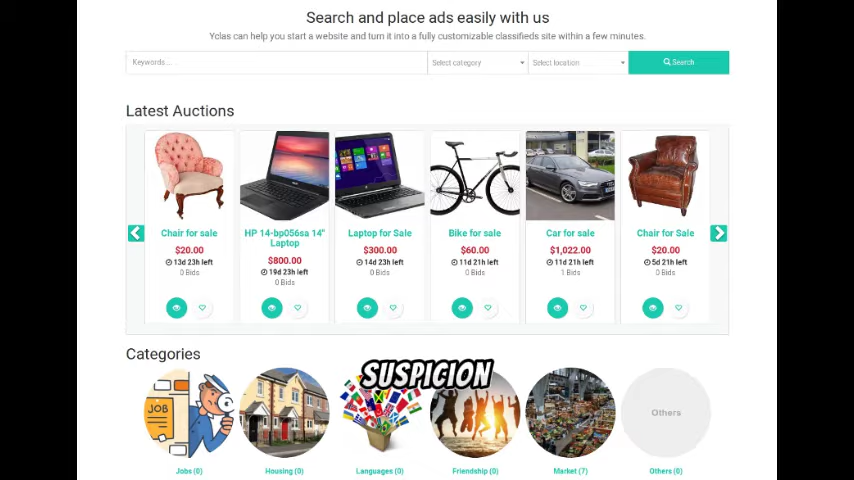 Search and place ads easily with us
Yclas can help you start a website and turn it into a fully customizable classifieds site within a few minutes.
Keywords...
Select category
Select location
Search
Latest Auctions
Chair for sale
$20.00
13d 23h left
0 Bids
HP 14-bp056sa 14" Laptop
$800.00
19d 23h left
0 Bids
Laptop for Sale
$300.00
14d 23h left
0 Bids
Bike for sale
$60.00
11d 21h left
0 Bids
Car for sale
$1,022.00
11d 21h left
1 Bids
Chair for Sale
$20.00
5d 21h left
0 Bids
Categories
SUSPICION
JOB
Others
Jobs (0)
Housing (0)
Languages (0)
Friendship (0)
Market (7)
Others (0)